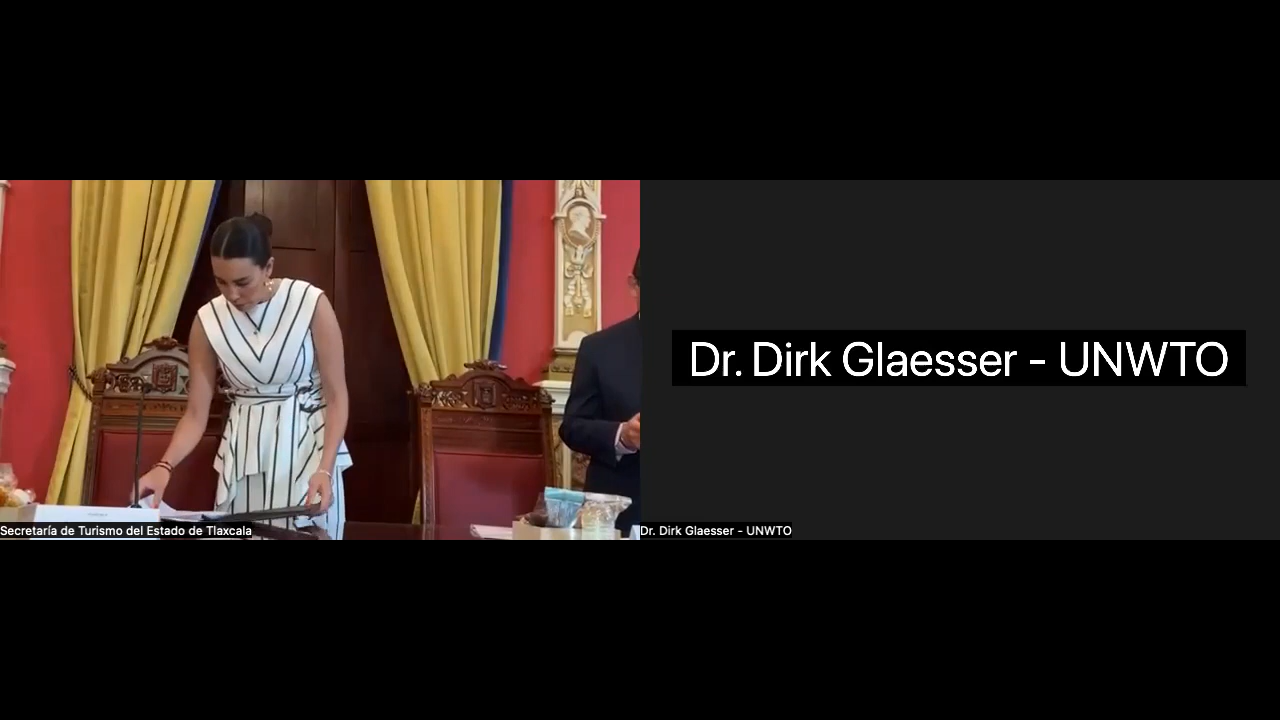 Dr. Dirk Glaesser - UNWTO
Secretaría de Turismo del Estado de Tlaxcala
Dr. Dirk Glaesser - UNWTO